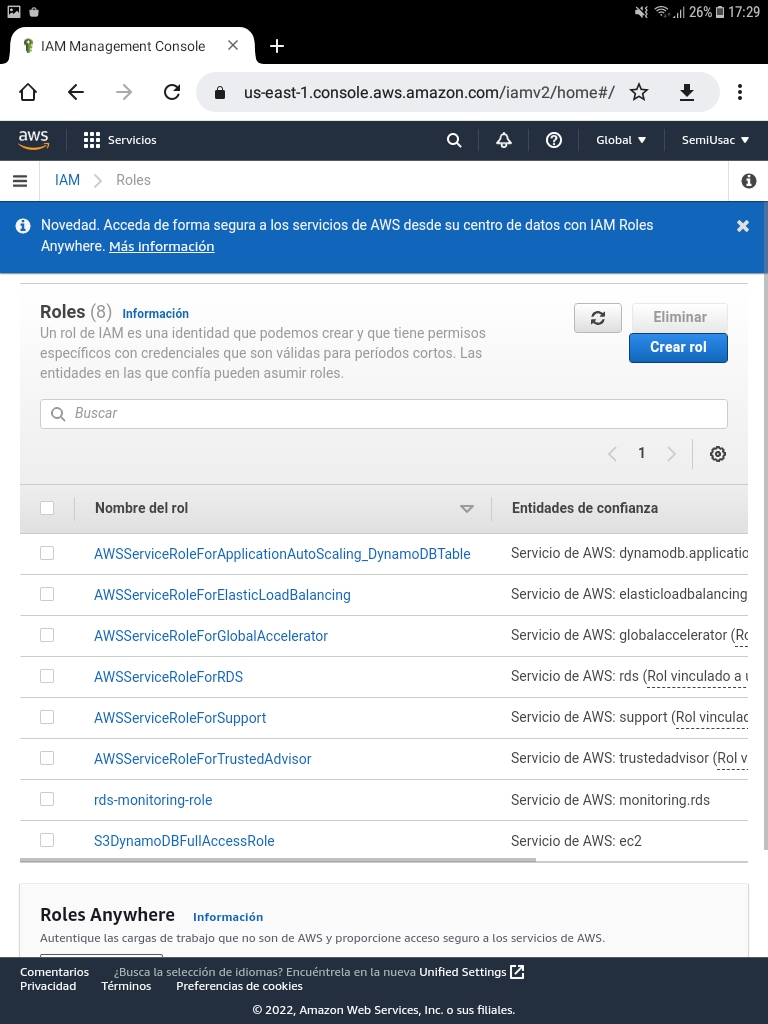 26% 17:29
IAM Management Console
us-east-1.console.aws.amazon.com/iamv2/home#/
aws Servicios Global SemiUsac
IAM Roles
Novedad. Acceda de forma segura a los servicios de AWS desde su centro de datos con IAM Roles
Anywhere. Más información
Roles (8) Información
Eliminar
Crear rol
Un rol de IAM es una identidad que podemos crear y que tiene permisos
específicos con credenciales que son válidas para períodos cortos. Las
entidades en las que confía pueden asumir roles.
Buscar
1
Nombre del rol Entidades de confianza
AWSServiceRoleForApplicationAutoScaling_DynamoDBTable Servicio de AWS: dynamodb.applicatio
AWSServiceRoleForElasticLoadBalancing Servicio de AWS: elasticloadbalancing
AWSServiceRoleForGlobalAccelerator Servicio de AWS: globalaccelerator (Ro
AWSServiceRoleForRDS Servicio de AWS: rds (Rol vinculado a u
AWSServiceRoleForSupport Servicio de AWS: support (Rol vinculad
AWSServiceRoleForTrustedAdvisor Servicio de AWS: trustedadvisor (Rol v
rds-monitoring-role Servicio de AWS: monitoring.rds
S3DynamoDBFullAccessRole Servicio de AWS: ec2
Roles Anywhere Información
Autentique las cargas de trabajo que no son de AWS y proporcione acceso seguro a los servicios de AWS.
Comentarios ¿Busca la selección de idiomas? Encuéntrela en la nueva Unified Settings
Privacidad Términos Preferencias de cookies
© 2022, Amazon Web Services, Inc. o sus filiales.